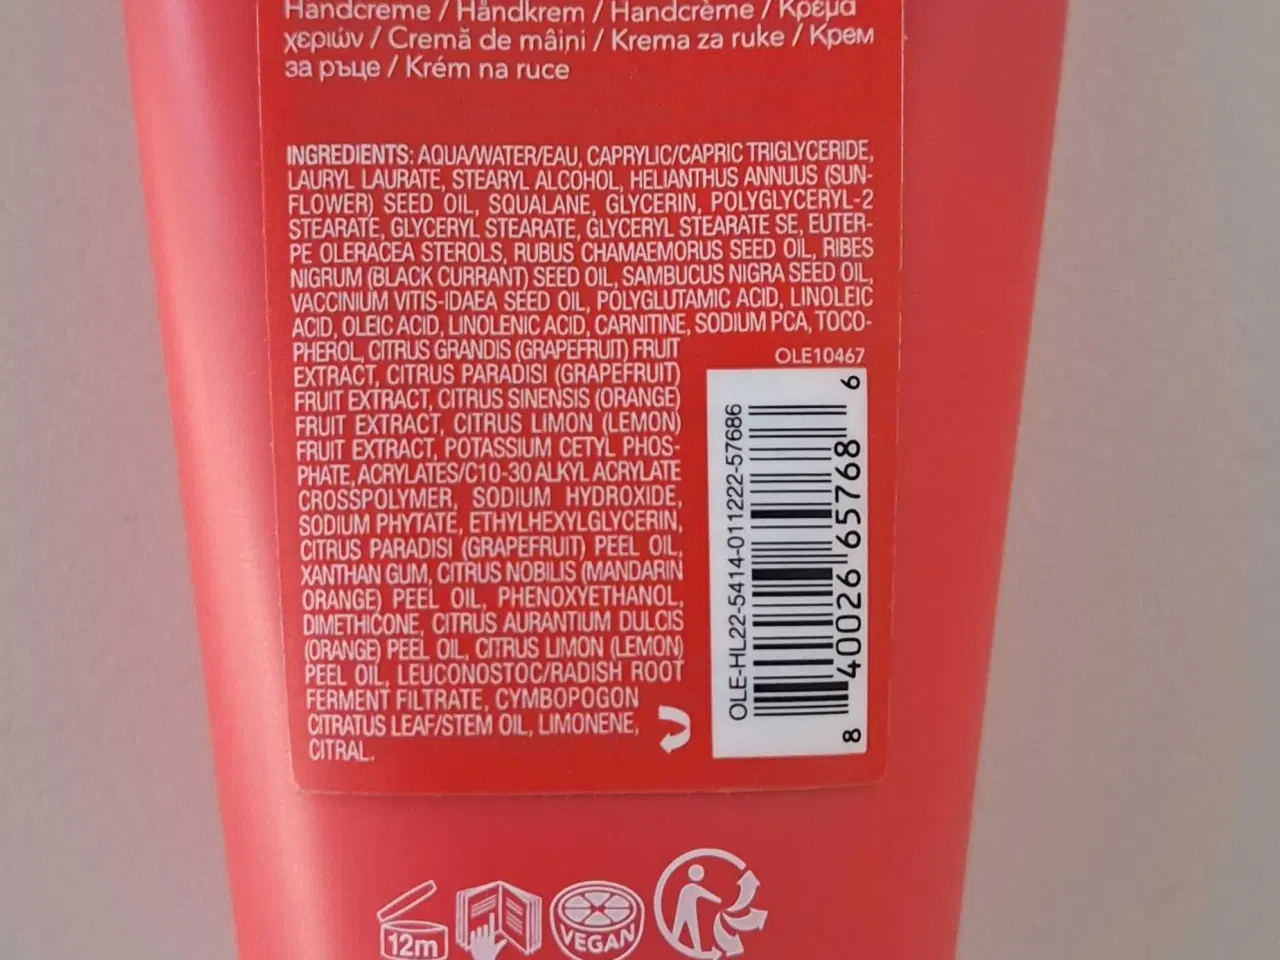 Handcreme / Håndkrem / Handcrème / Κρέμα
χεριών / Cremă de mâini / Krema za ruke / Крем
за ръце / Krém na ruce
INGREDIENTS: AQUA/WATER/EAU, CAPRYLIC/CAPRIC TRIGLYCERIDE,
LAURYL LAURATE, STEARYL ALCOHOL, HELIANTHUS ANNUUS (SUN-
FLOWER) SEED OIL, SQUALANE, GLYCERIN, POLYGLYCERYL-2
STEARATE, GLYCERYL STEARATE, GLYCERYL STEARATE SE, EUTER-
PE OLERACEA STEROLS, RUBUS CHAMAEMORUS SEED OIL, RIBES
NIGRUM (BLACK CURRANT) SEED OIL, SAMBUCUS NIGRA SEED OIL,
VACCINIUM VITIS-IDAEA SEED OIL, POLYGLUTAMIC ACID, LINOLEIC
ACID, OLEIC ACID, LINOLENIC ACID, CARNITINE, SODIUM PCA, TOCO-
PHEROL, CITRUS GRANDIS (GRAPEFRUIT) FRUIT
EXTRACT, CITRUS PARADISI (GRAPEFRUIT)
FRUIT EXTRACT, CITRUS SINENSIS (ORANGE)
FRUIT EXTRACT, CITRUS LIMON (LEMON)
FRUIT EXTRACT, POTASSIUM CETYL PHOS-
PHATE, ACRYLATES/C10-30 ALKYL ACRYLATE
CROSSPOLYMER, SODIUM HYDROXIDE,
SODIUM PHYTATE, ETHYLHEXYLGLYCERIN,
CITRUS PARADISI (GRAPEFRUIT) PEEL OIL,
XANTHAN GUM, CITRUS NOBILIS (MANDARIN
ORANGE) PEEL OIL, PHENOXYETHANOL,
DIMETHICONE, CITRUS AURANTIUM DULCIS
(ORANGE) PEEL OIL, CITRUS LIMON (LEMON)
PEEL OIL, LEUCONOSTOC/RADISH ROOT
FERMENT FILTRATE, CYMBOPOGON
CITRATUS LEAF/STEM OIL, LIMONENE,
CITRAL.
OLE10467
OLE-HL22-5414-011222-57686
8 40026 65768 6
12m
VEGAN